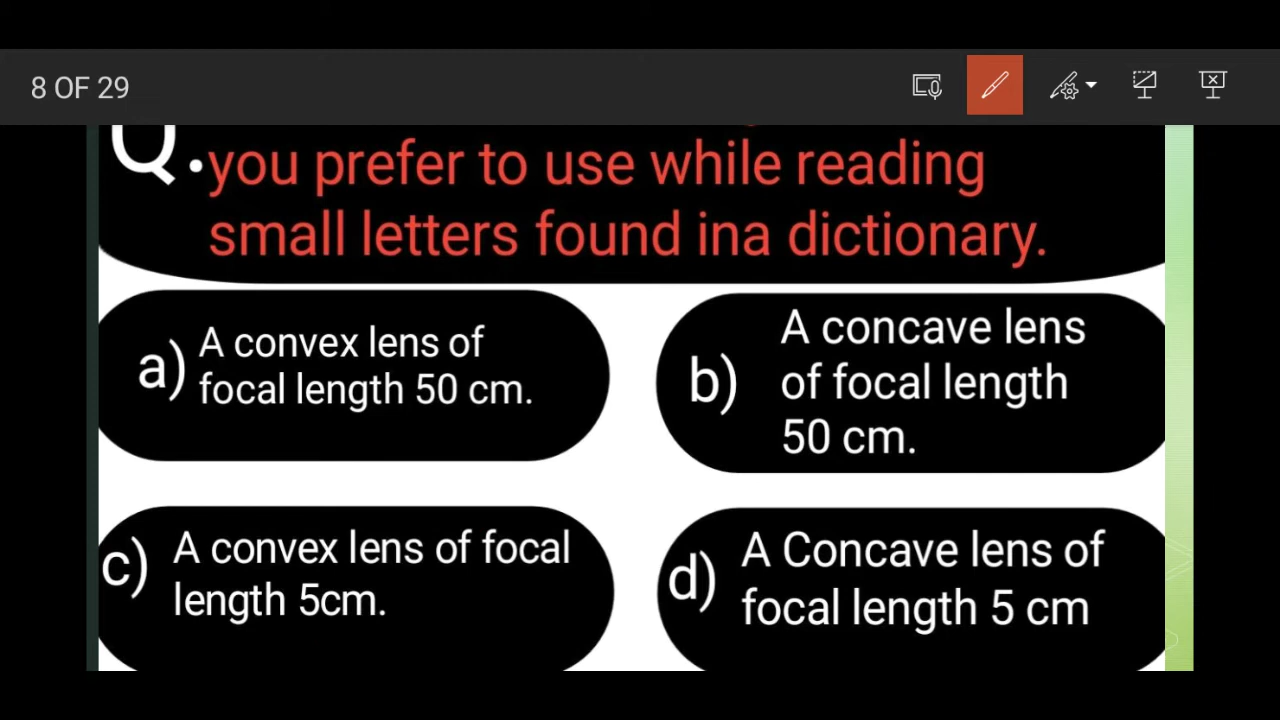 8 OF 29
Q. you prefer to use while reading
small letters found ina dictionary.
a) A convex lens of
focal length 50 cm.
b) A concave lens
of focal length
50 cm.
c) A convex lens of focal
length 5cm.
d) A Concave lens of
focal length 5 cm